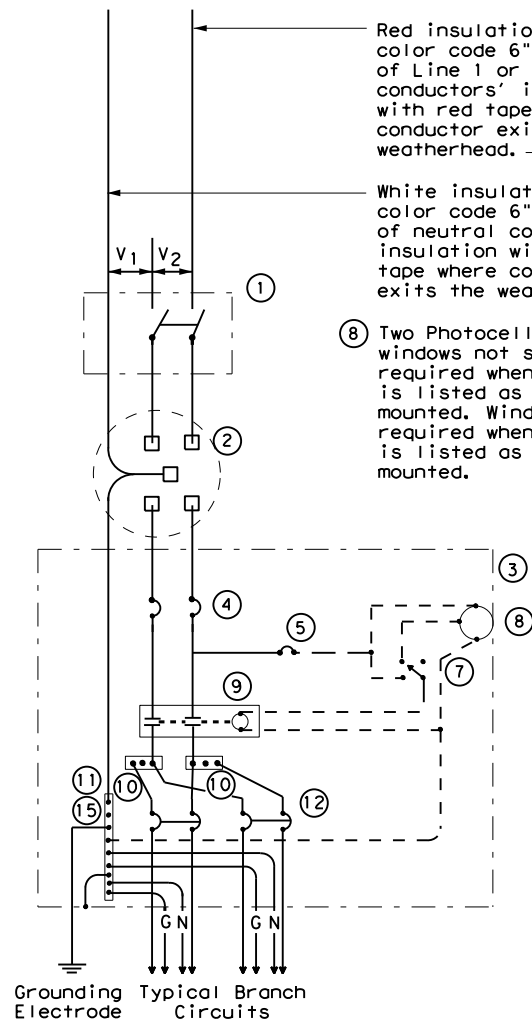 Red insulatio
color code 6"
of Line 1 or
conductors' i
with red tape
conductor exi
weatherhead.
White insulat
color code 6"
of neutral co
insulation wi
tape where co
exits the wea
V1 V2
1
8 Two Photocell
windows not s
required when
is listed as
mounted. Wind
required when
is listed as
mounted.
2
3
4
5
8
7
9
11
10
10
12
15
G N G N
Grounding Typical Branch
Electrode Circuits